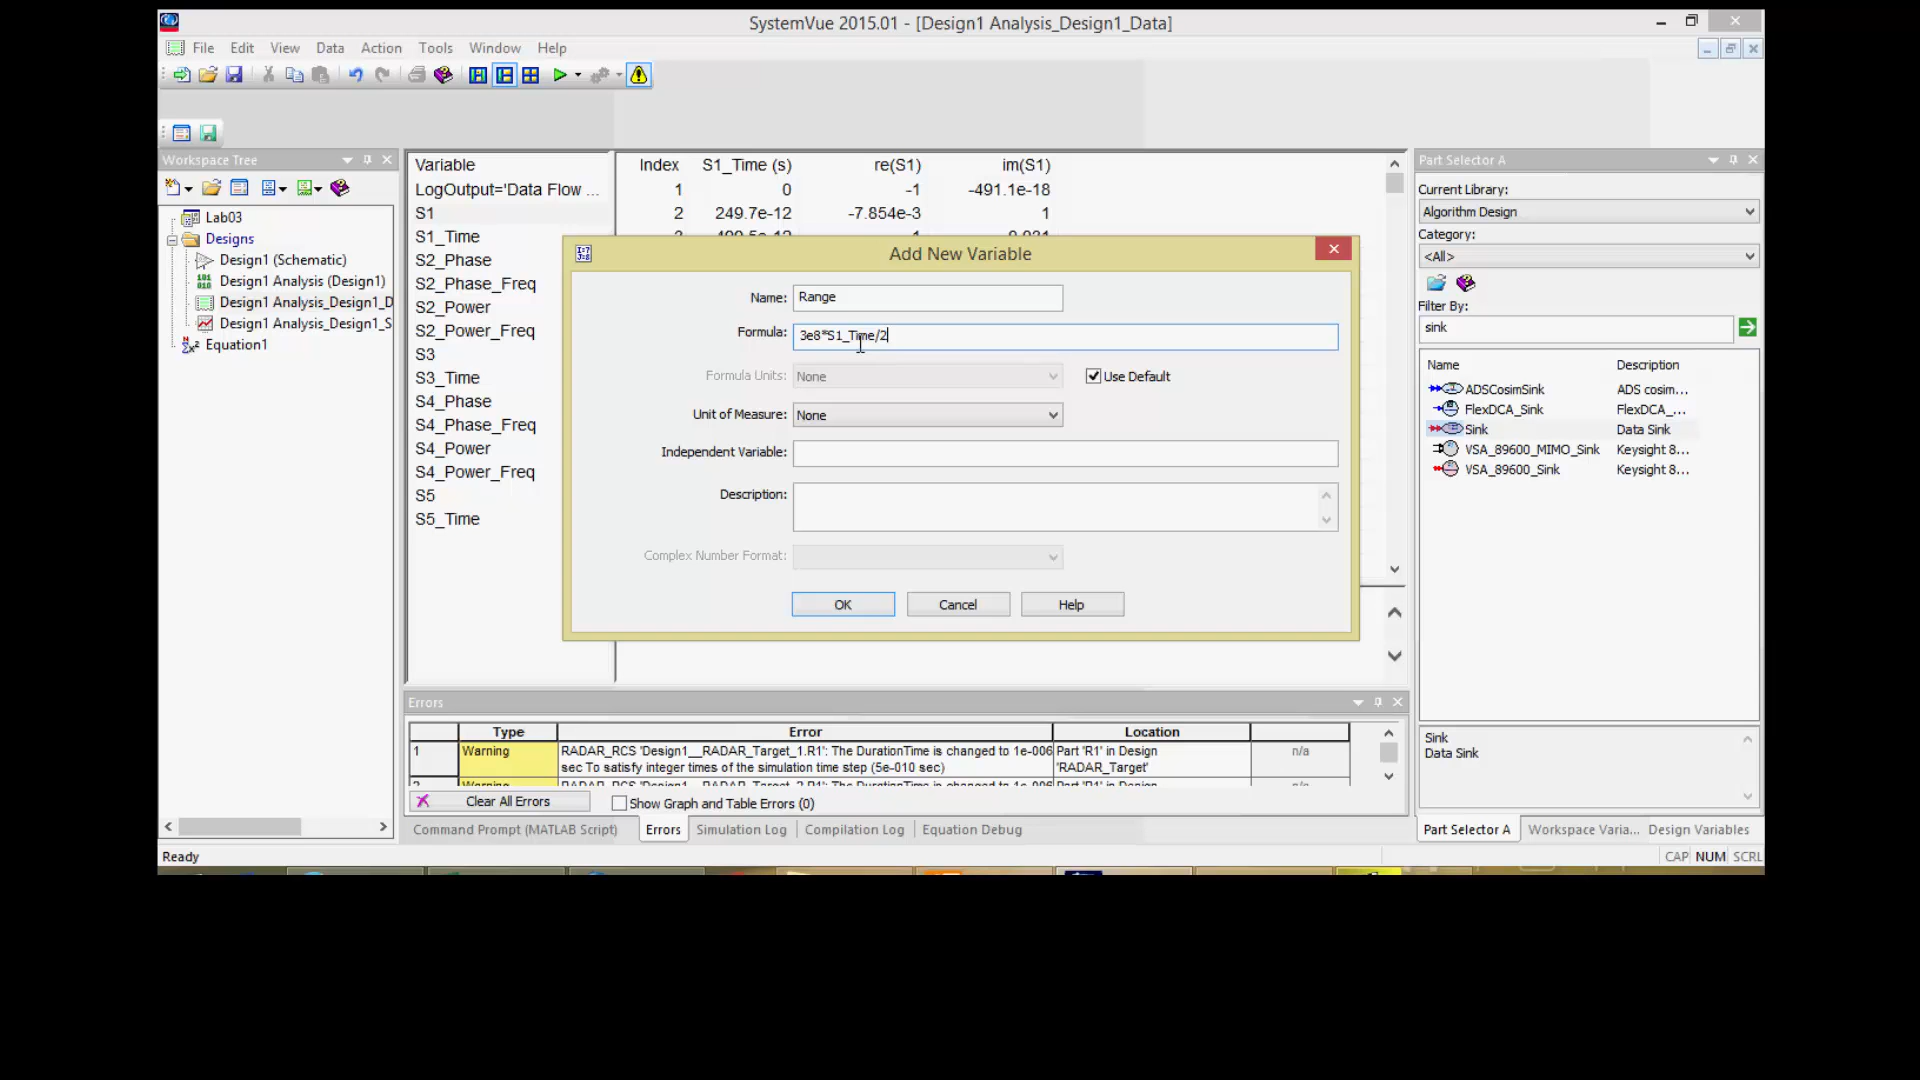 SystemVue 2015.01 - [Design1 Analysis_Design1_Data]
File Edit View Data Action Tools Window Help
Workspace Tree
Lab03
Designs
Design1 (Schematic)
Design1 Analysis (Design1)
Design1 Analysis_Design1_D
Design1 Analysis_Design1_S
Equation1
Variable
LogOutput='Data Flow ...
S1
S1_Time
S2_Phase
S2_Phase_Freq
S2_Power
S2_Power_Freq
S3
S3_Time
S4_Phase
S4_Phase_Freq
S4_Power
S4_Power_Freq
S5
S5_Time
Index S1_Time (s) re(S1) im(S1)
1 0 -1 -491.1e-18
2 249.7e-12 -7.854e-3 1
Add New Variable
Name: Range
Formula: 3e8*S1_Time/2
Formula Units: None Use Default
Unit of Measure: None
Independent Variable:
Description:
Complex Number Format:
OK Cancel Help
Part Selector A
Current Library:
Algorithm Design
Category:
<All>
Filter By:
sink
Name Description
ADSCosimSink ADS cosim...
FlexDCA_Sink FlexDCA_...
Sink Data Sink
VSA_89600_MIMO_Sink Keysight 8...
VSA_89600_Sink Keysight 8...
Sink
Data Sink
Part Selector A Workspace Varia... Design Variables
Errors
Type Error Location
1 Warning RADAR_RCS 'Design1__RADAR_Target_1.R1': The DurationTime is changed to 1e-006 Part 'R1' in Design n/a
sec To satisfy integer times of the simulation time step (5e-010 sec) 'RADAR_Target'
Clear All Errors Show Graph and Table Errors (0)
Command Prompt (MATLAB Script) Errors Simulation Log Compilation Log Equation Debug
Ready CAP NUM SCRL